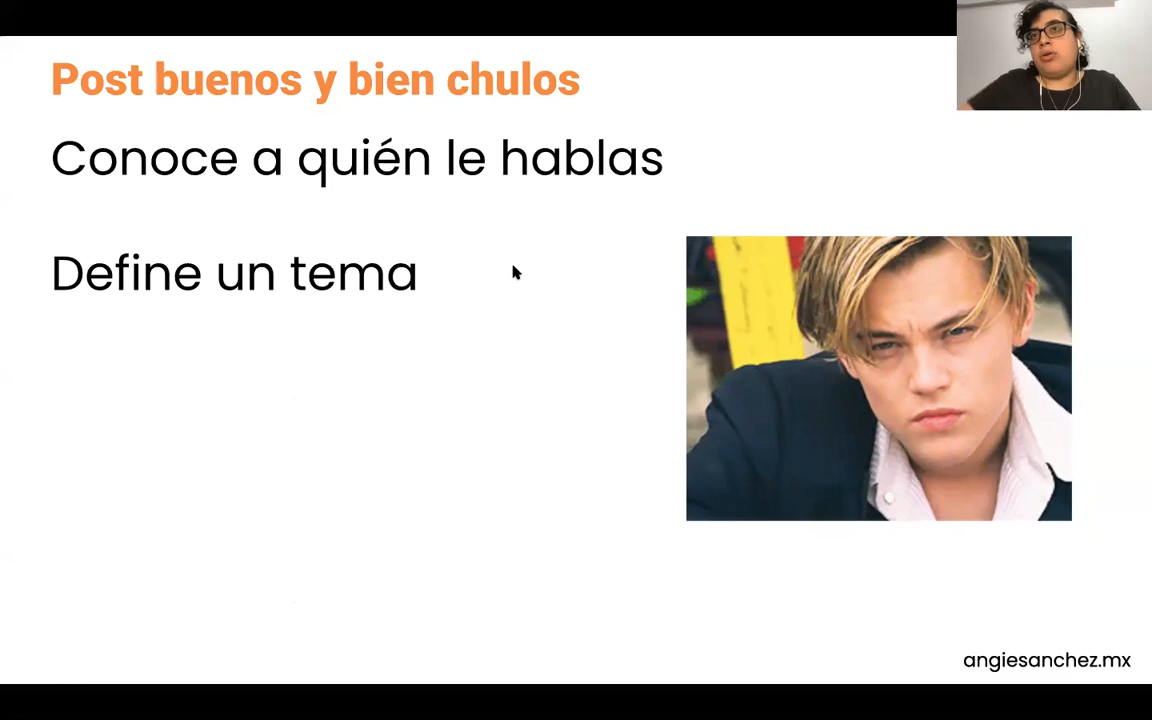 Post buenos y bien chulos
Conoce a quién le hablas
Define un tema
angiesanchez.mx